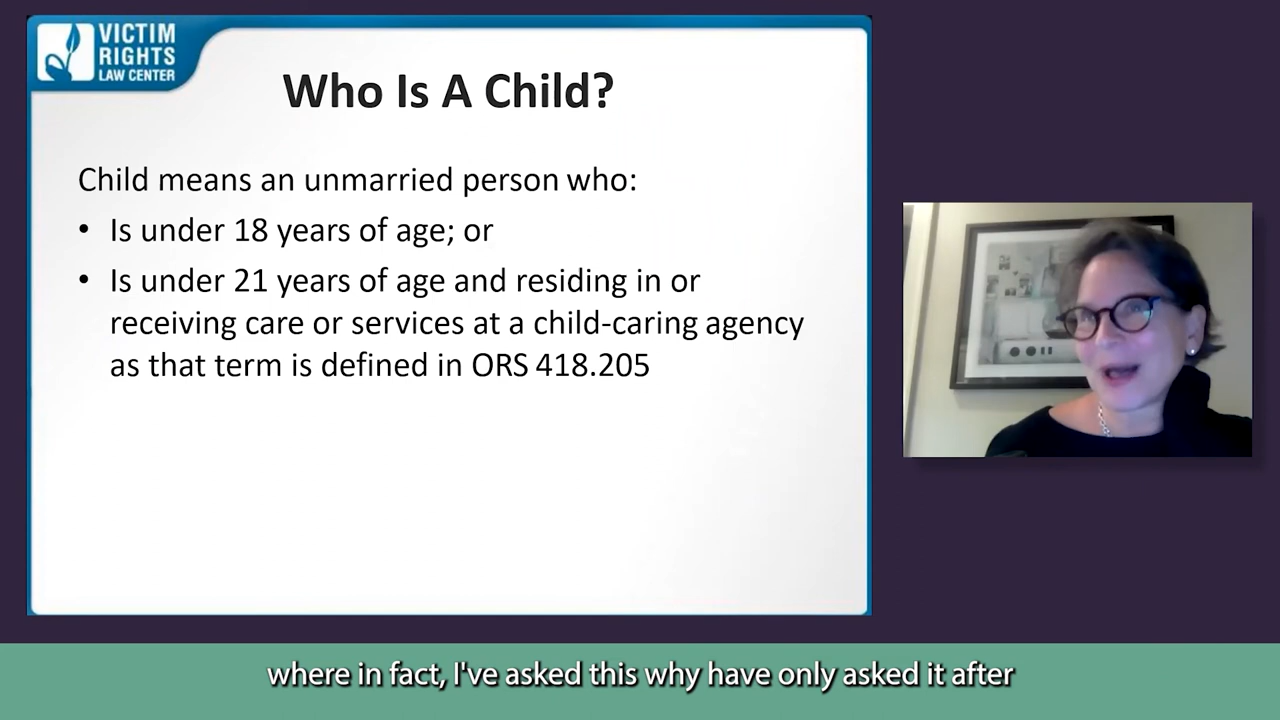 VICTIM
RIGHTS
LAW CENTER
Who Is A Child?
Child means an unmarried person who:
• Is under 18 years of age; or
• Is under 21 years of age and residing in or
receiving care or services at a child-caring agency
as that term is defined in ORS 418.205
where in fact, I've asked this why have only asked it after